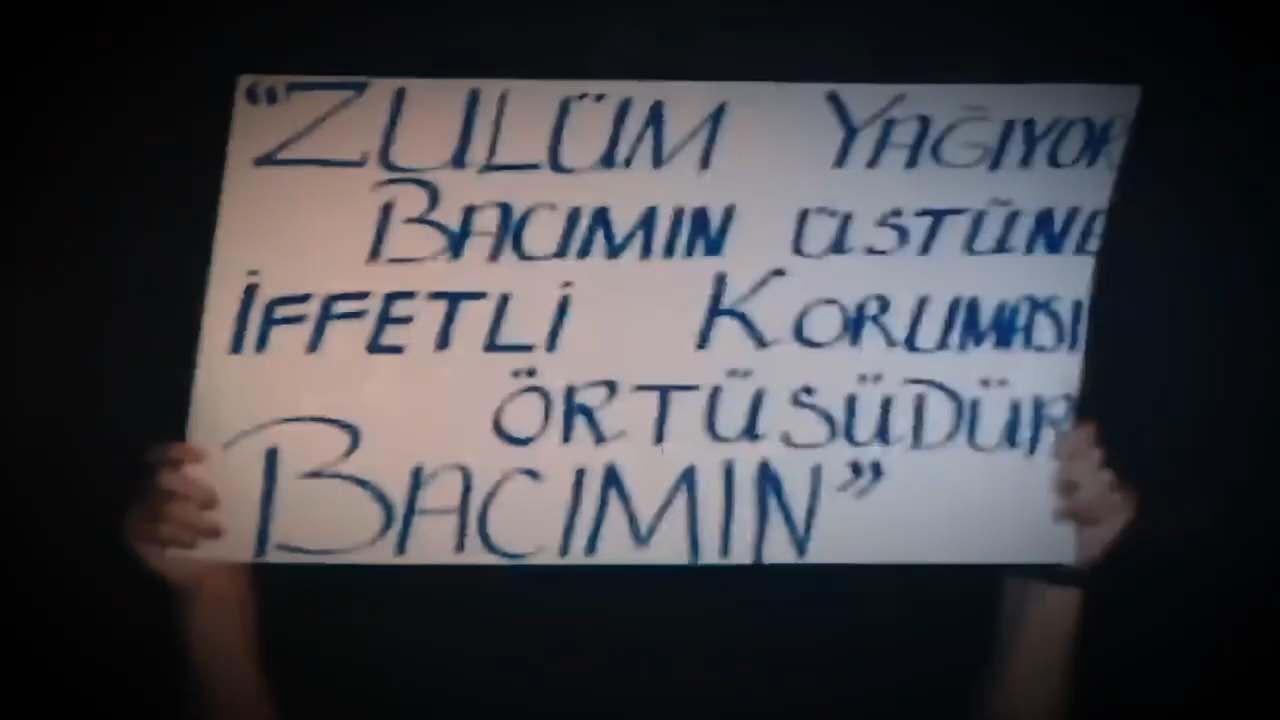 “ZULÜM YAĞIYOR
BACIMIN ÜSTÜNE
İFFETLİ KORUMASI
ÖRTÜSÜDÜR
BACIMIN”